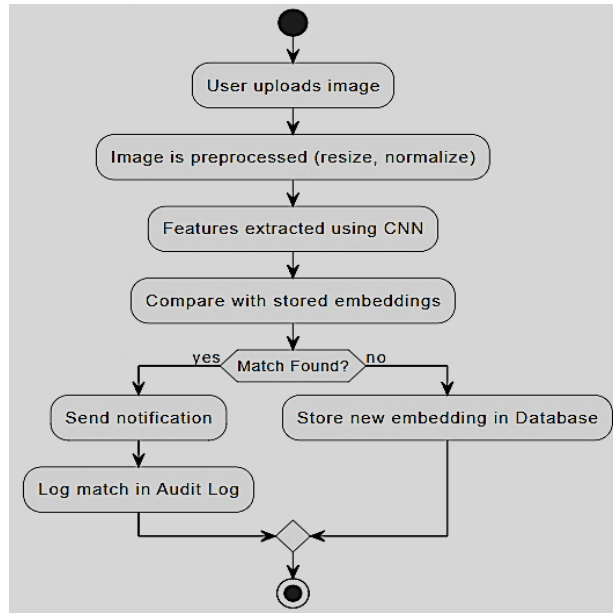 User uploads image
Image is preprocessed (resize, normalize)
Features extracted using CNN
Compare with stored embeddings
yes
Match Found?
no
Send notification
Store new embedding in Database
Log match in Audit Log